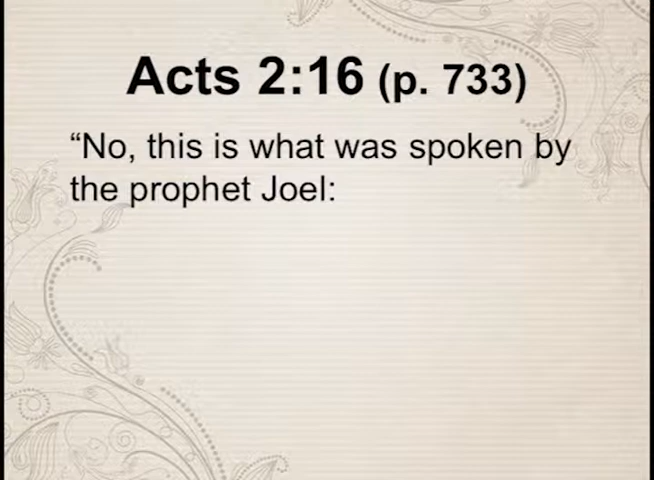 Acts 2:16 (p. 733)
“No, this is what was spoken by
the prophet Joel: